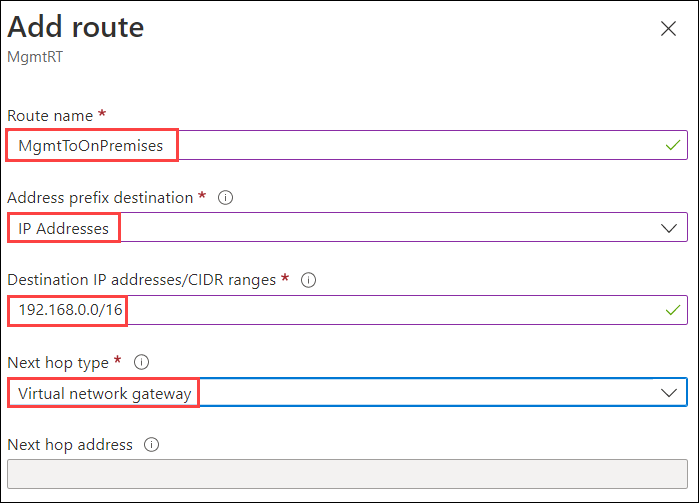 Add route
MgmtRT
Route name *
MgmtToOnPremises
Address prefix destination *
IP Addresses
Destination IP addresses/CIDR ranges *
192.168.0.0/16
Next hop type *
Virtual network gateway
Next hop address